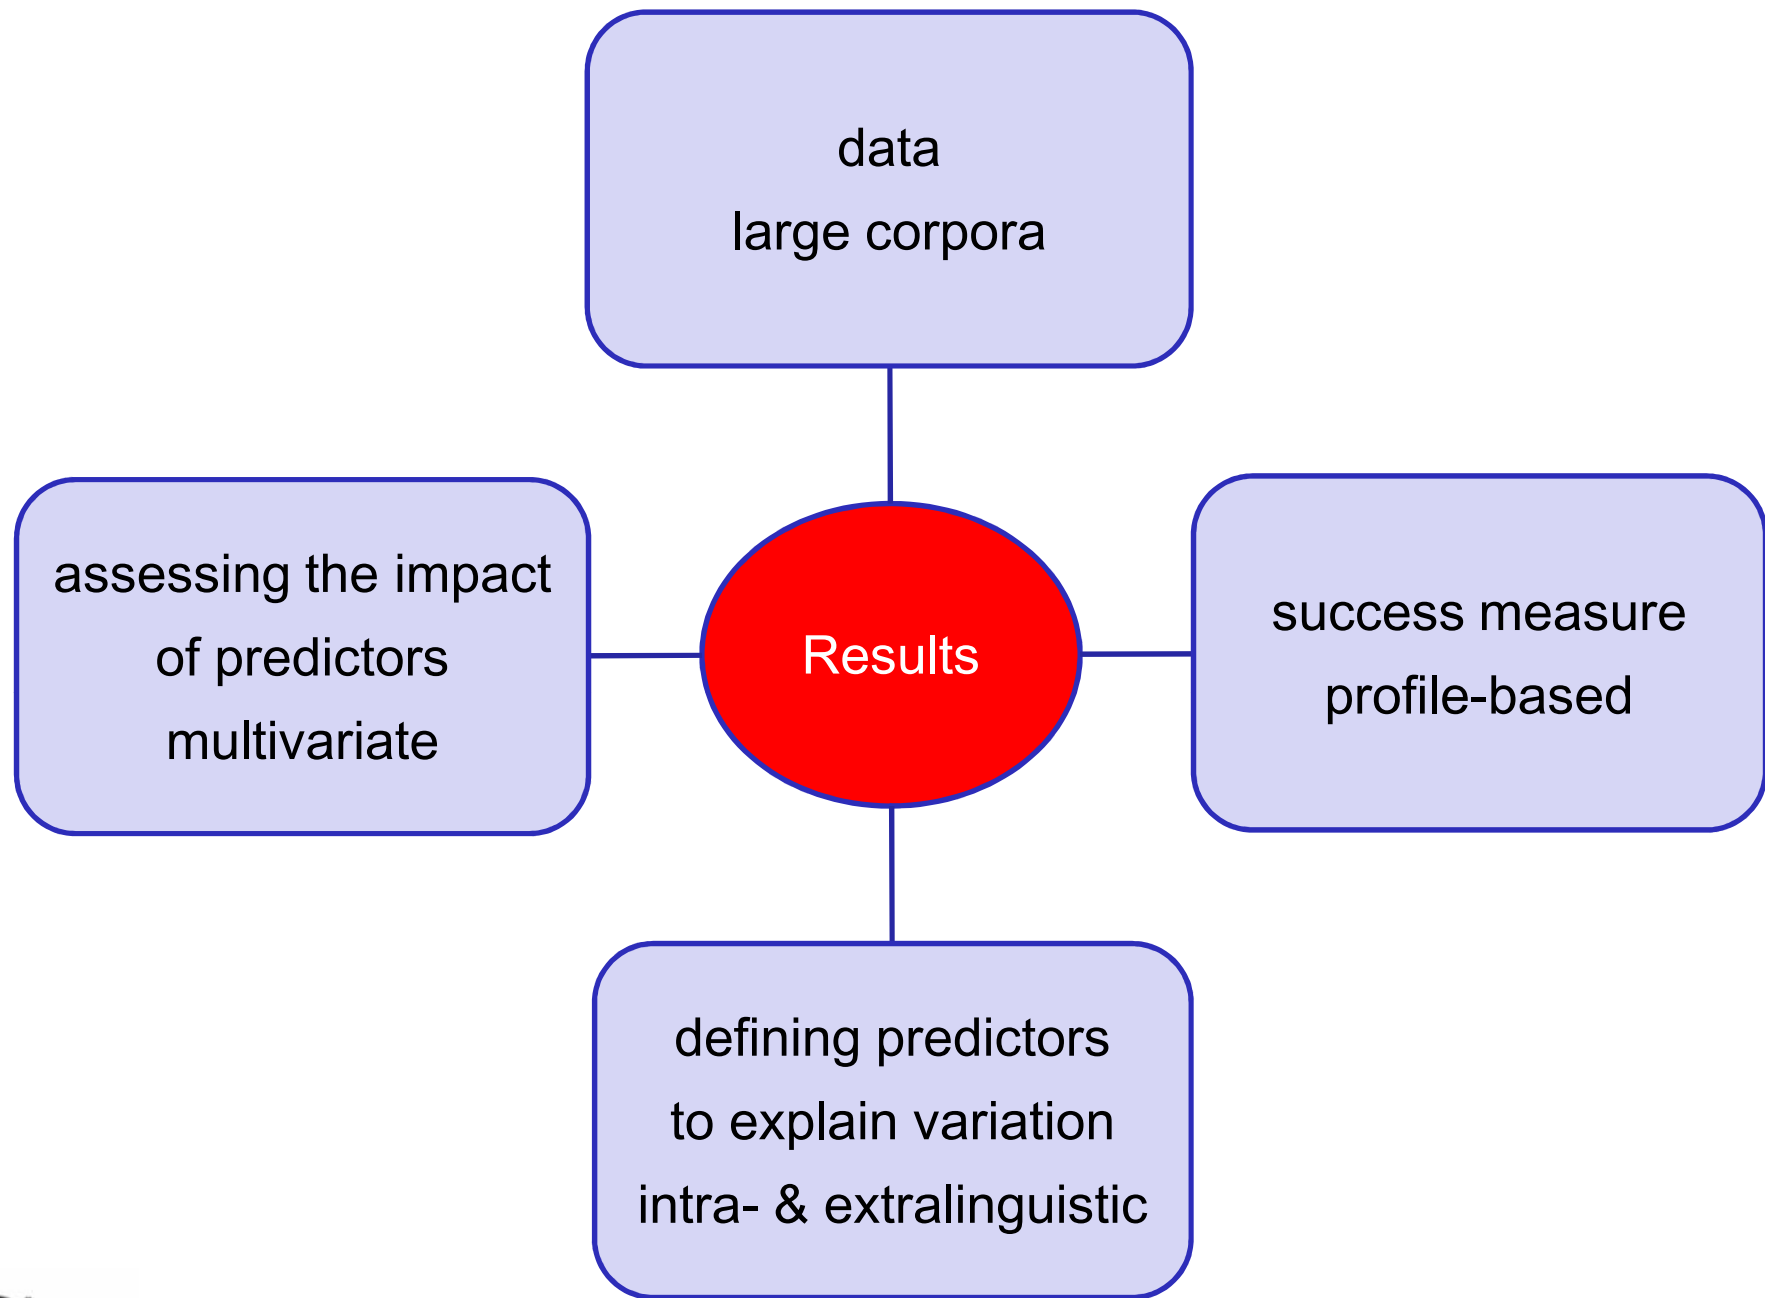 data
large corpora
assessing the impact
of predictors
multivariate
Results
success measure
profile-based
defining predictors
to explain variation
intra- & extralinguistic